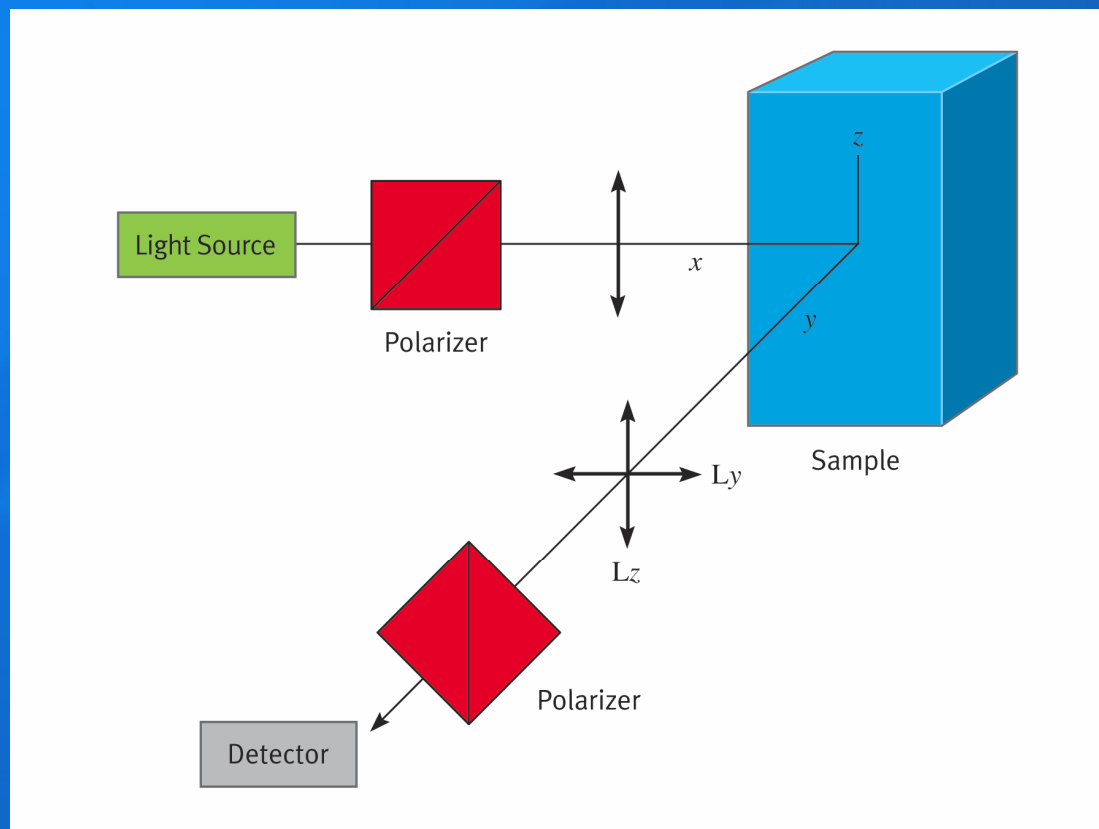 z
Light Source
x
Polarizer
y
Sample
Ly
Lz
Polarizer
Detector